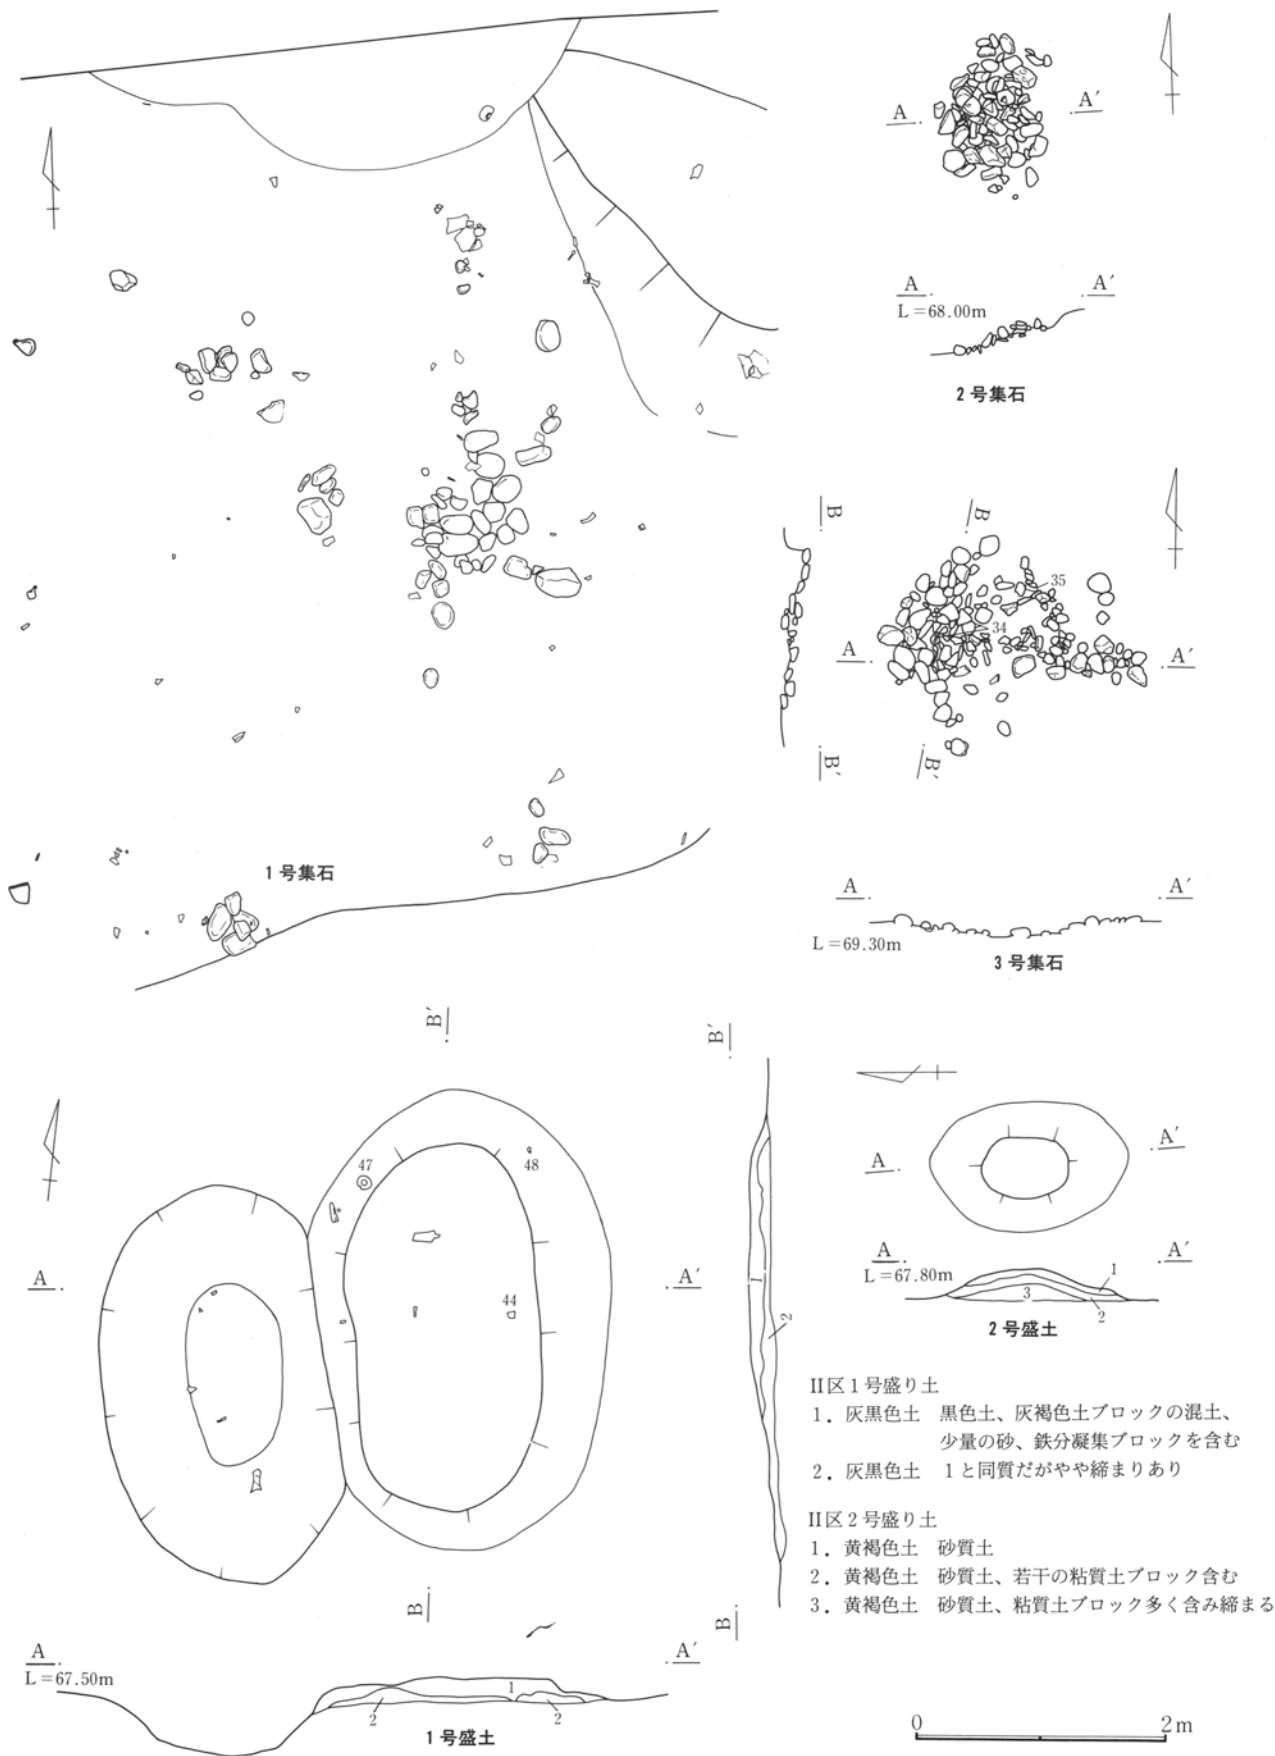 A
A′
A
L=68.00m
A′
2号集石
B
B
35
34
A
A′
B′
B′
1号集石
A
A′
L=69.30m
3号集石
B′
B′
47
48
A
A′
44
1
2
A
A′
A
A′
L=67.80m
1
3
2
2号盛土
II区1号盛り土
1. 灰黒色土 黒色土、灰褐色土ブロックの混土、
少量の砂、鉄分凝集ブロックを含む
2. 灰黒色土 1と同質だがやや締まりあり
II区2号盛り土
1. 黄褐色土 砂質土
2. 黄褐色土 砂質土、若干の粘質土ブロック含む
3. 黄褐色土 砂質土、粘質土ブロック多く含み締まる
B
B
A
A′
L=67.50m
1
2
2
1号盛土
0 2m